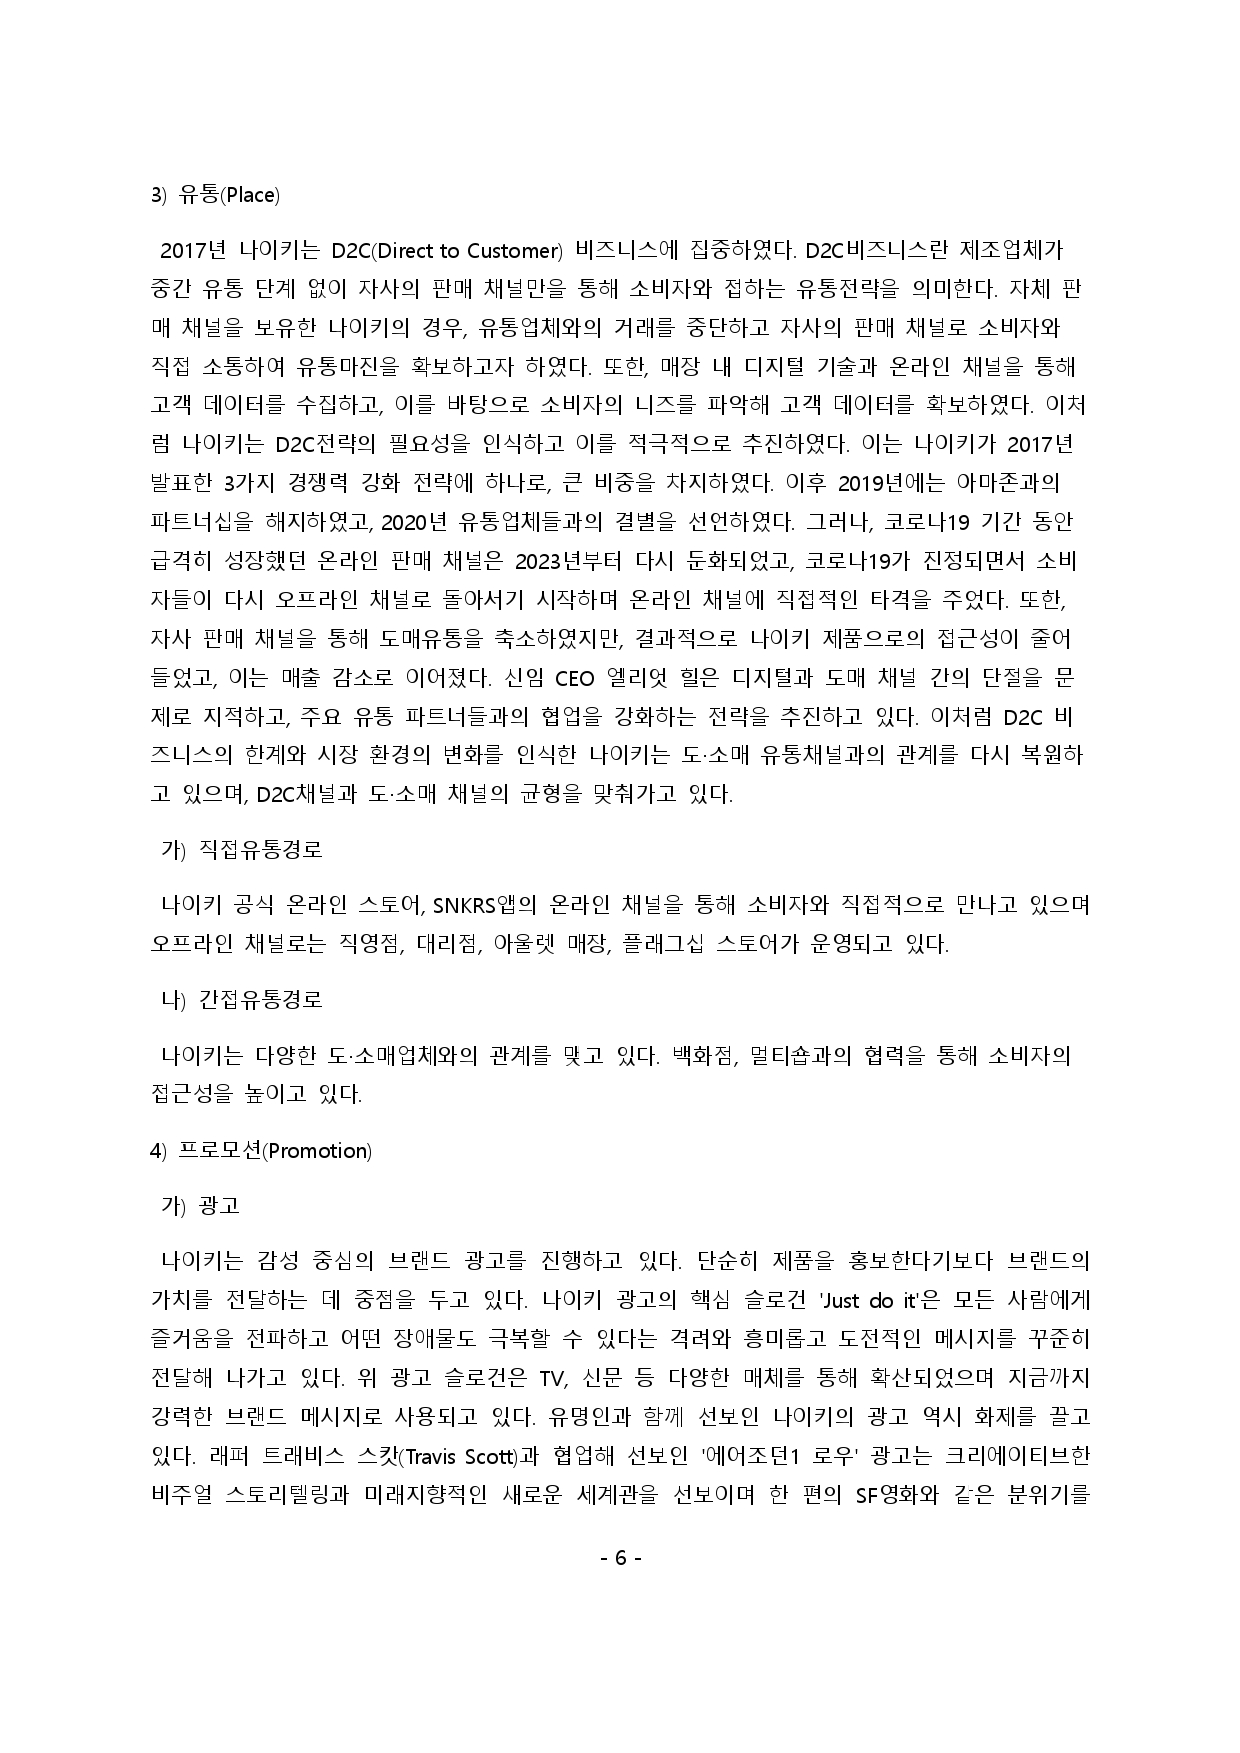 3) 유통(Place)
2017년 나이키는 D2C(Direct to Customer) 비즈니스에 집중하였다. D2C비즈니스란 제조업체가
중간 유통 단계 없이 자사의 판매 채널만을 통해 소비자와 접하는 유통전략을 의미한다. 자체 판
매 채널을 보유한 나이키의 경우, 유통업체와의 거래를 중단하고 자사의 판매 채널로 소비자와
직접 소통하여 유통마진을 확보하고자 하였다. 또한, 매장 내 디지털 기술과 온라인 채널을 통해
고객 데이터를 수집하고, 이를 바탕으로 소비자의 니즈를 파악해 고객 데이터를 확보하였다. 이처
럼 나이키는 D2C전략의 필요성을 인식하고 이를 적극적으로 추진하였다. 이는 나이키가 2017년
발표한 3가지 경쟁력 강화 전략에 하나로, 큰 비중을 차지하였다. 이후 2019년에는 아마존과의
파트너십을 해지하였고, 2020년 유통업체들과의 결별을 선언하였다. 그러나, 코로나19 기간 동안
급격히 성장했던 온라인 판매 채널은 2023년부터 다시 둔화되었고, 코로나19가 진정되면서 소비
자들이 다시 오프라인 채널로 돌아서기 시작하며 온라인 채널에 직접적인 타격을 주었다. 또한,
자사 판매 채널을 통해 도매유통을 축소하였지만, 결과적으로 나이키 제품으로의 접근성이 줄어
들었고, 이는 매출 감소로 이어졌다. 신임 CEO 엘리엇 힐은 디지털과 도매 채널 간의 단절을 문
제로 지적하고, 주요 유통 파트너들과의 협업을 강화하는 전략을 추진하고 있다. 이처럼 D2C 비
즈니스의 한계와 시장 환경의 변화를 인식한 나이키는 도·소매 유통채널과의 관계를 다시 복원하
고 있으며, D2C채널과 도·소매 채널의 균형을 맞춰가고 있다.
가) 직접유통경로
나이키 공식 온라인 스토어, SNKRS앱의 온라인 채널을 통해 소비자와 직접적으로 만나고 있으며
오프라인 채널로는 직영점, 대리점, 아울렛 매장, 플래그십 스토어가 운영되고 있다.
나) 간접유통경로
나이키는 다양한 도·소매업체와의 관계를 맺고 있다. 백화점, 멀티숍과의 협력을 통해 소비자의
접근성을 높이고 있다.
4) 프로모션(Promotion)
가) 광고
나이키는 감성 중심의 브랜드 광고를 진행하고 있다. 단순히 제품을 홍보한다기보다 브랜드의
가치를 전달하는 데 중점을 두고 있다. 나이키 광고의 핵심 슬로건 'Just do it'은 모든 사람에게
즐거움을 전파하고 어떤 장애물도 극복할 수 있다는 격려와 흥미롭고 도전적인 메시지를 꾸준히
전달해 나가고 있다. 위 광고 슬로건은 TV, 신문 등 다양한 매체를 통해 확산되었으며 지금까지
강력한 브랜드 메시지로 사용되고 있다. 유명인과 함께 선보인 나이키의 광고 역시 화제를 끌고
있다. 래퍼 트래비스 스캇(Travis Scott)과 협업해 선보인 '에어조던1 로우' 광고는 크리에이티브한
비주얼 스토리텔링과 미래지향적인 새로운 세계관을 선보이며 한 편의 SF영화와 같은 분위기를
- 6 -